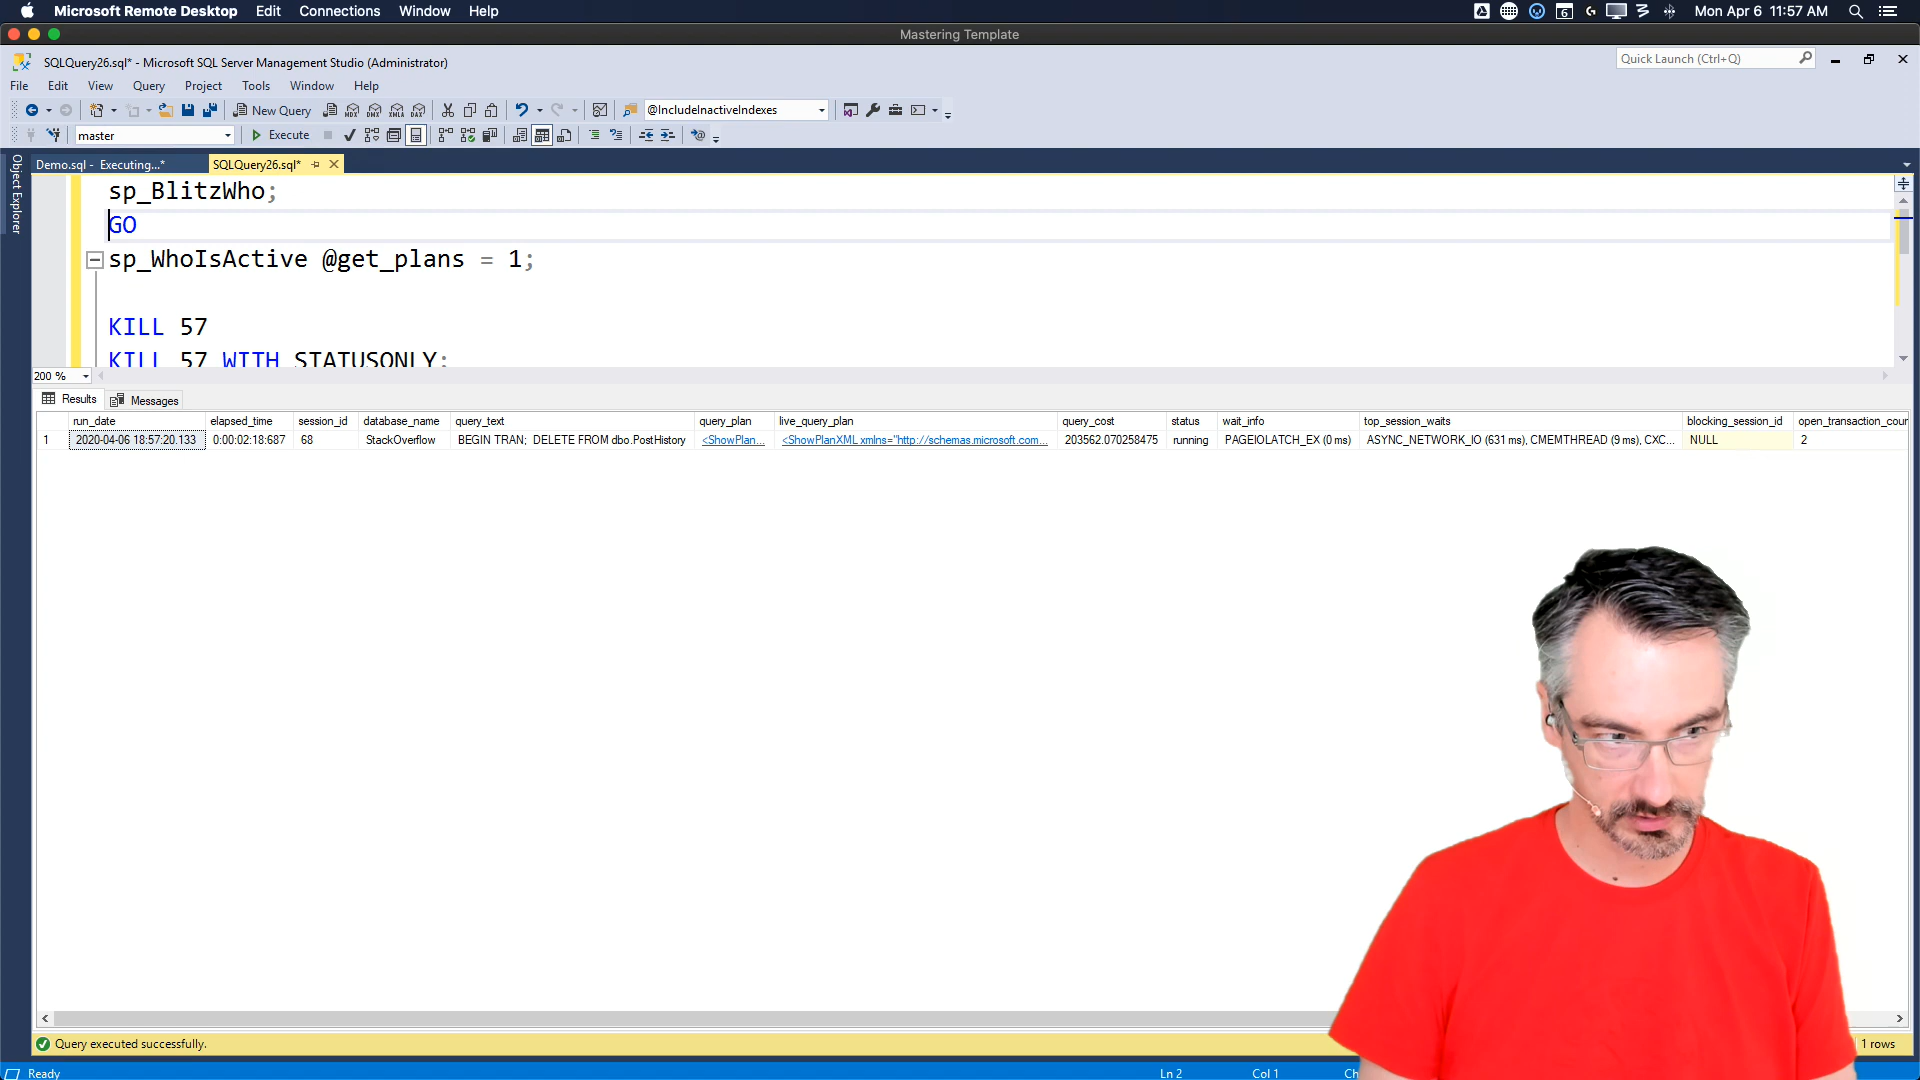 Microsoft Remote Desktop Edit Connections Window Help
6
Mon Apr 6 11:57 AM
Mastering Template
SQLQuery26.sql* - Microsoft SQL Server Management Studio (Administrator)
Quick Launch (Ctrl+Q)
File Edit View Query Project Tools Window Help
New Query
MDX DMX XMLA DAX
@IncludeInactiveIndexes
master
Execute
Object Explorer
Demo.sql - Executing...*
SQLQuery26.sql*
sp_BlitzWho;
GO
sp_WhoIsActive @get_plans = 1;
KILL 57
KILL 57 WITH STATUSONLY;
200 %
Results Messages
run_date elapsed_time session_id database_name query_text query_plan live_query_plan query_cost status wait_info top_session_waits blocking_session_id open_transaction_cour
1 2020-04-06 18:57:20.133 0:00:02:18:687 68 StackOverflow BEGIN TRAN; DELETE FROM dbo.PostHistory <ShowPlan... <ShowPlanXML xmlns="http://schemas.microsoft.com... 203562.070258475 running PAGEIOLATCH_EX (0 ms) ASYNC_NETWORK_IO (631 ms), CMEMTHREAD (9 ms), CXC... NULL 2
Query executed successfully.
1 rows
Ready
Ln 2
Col 1
Ch